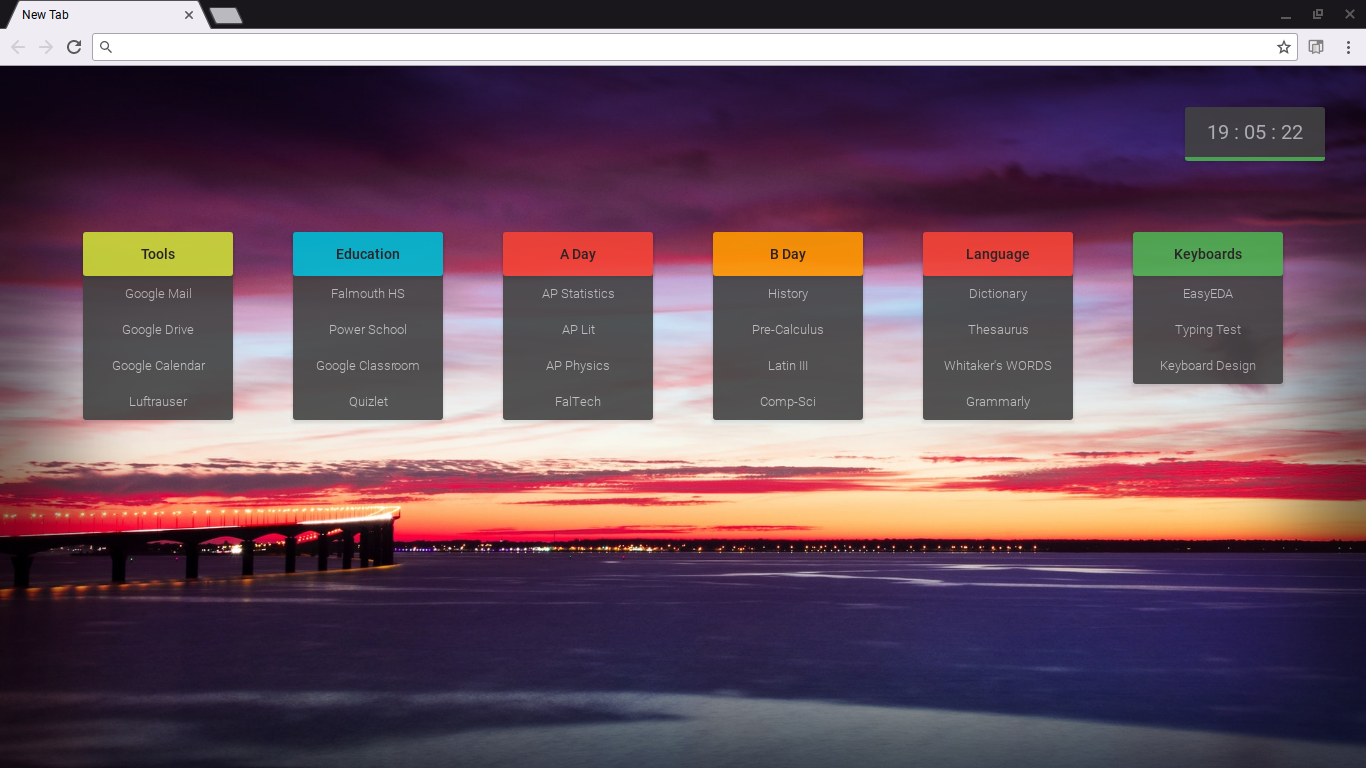 New Tab
19 : 05 : 22
Tools
Google Mail
Google Drive
Google Calendar
Luftrauser
Education
Falmouth HS
Power School
Google Classroom
Quizlet
A Day
AP Statistics
AP Lit
AP Physics
FalTech
B Day
History
Pre-Calculus
Latin III
Comp-Sci
Language
Dictionary
Thesaurus
Whitaker's WORDS
Grammarly
Keyboards
EasyEDA
Typing Test
Keyboard Design